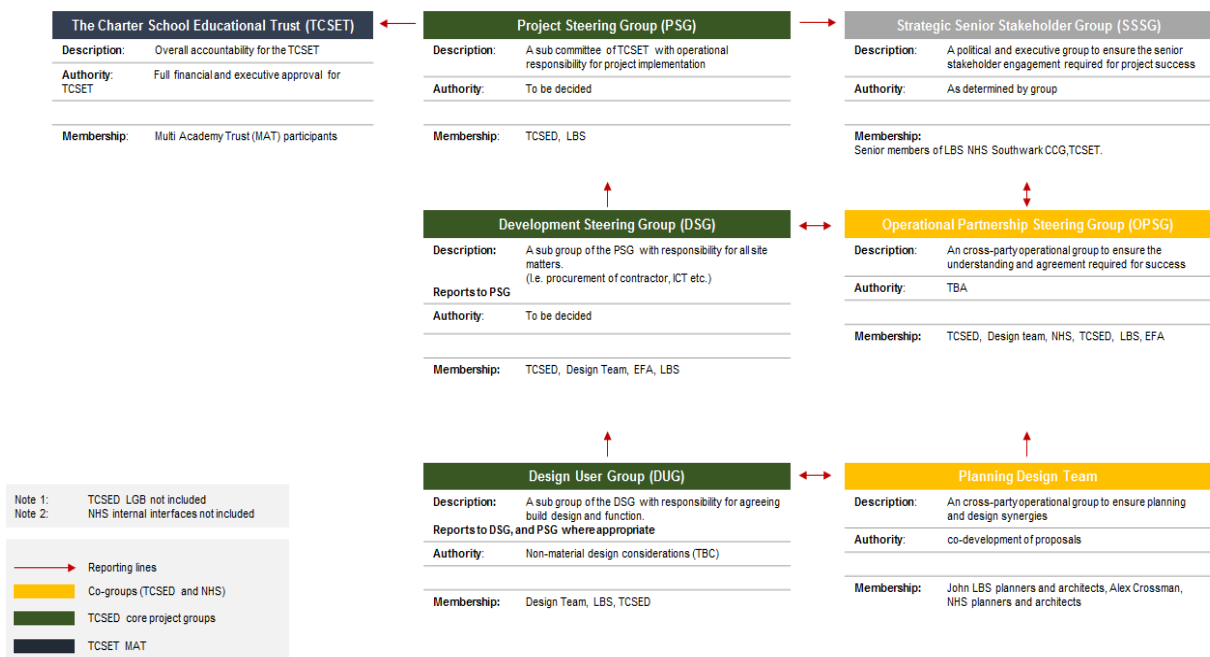 The Charter School Educational Trust (TCSET)
Description: Overall accountability for the TCSET
Authority: Full financial and executive approval for
TCSET
Membership: Multi Academy Trust (MAT) participants
Project Steering Group (PSG)
Description: A sub committee of TCSET with operational
responsibility for project implementation
Authority: To be decided
Membership: TCSED, LBS
Strategic Senior Stakeholder Group (SSSG)
Description: A political and executive group to ensure the senior
stakeholder engagement required for project success
Authority: As determined by group
Membership:
Senior members of LBS NHS Southwark CCG,TCSET.
Development Steering Group (DSG)
Description: A sub group of the PSG with responsibility for all site
matters.
(I.e. procurement of contractor, ICT etc.)
Reports to PSG
Authority: To be decided
Membership: TCSED, Design Team, EFA, LBS
Operational Partnership Steering Group (OPSG)
Description: An cross-party operational group to ensure the
understanding and agreement required for success
Authority: TBA
Membership: TCSED, Design team, NHS, TCSED, LBS, EFA
Design User Group (DUG)
Description: A sub group of the DSG with responsibility for agreeing
build design and function.
Reports to DSG, and PSG where appropriate
Authority: Non-material design considerations (TBC)
Membership: Design Team, LBS, TCSED
Planning Design Team
Description: An cross-party operational group to ensure planning
and design synergies
Authority: co-development of proposals
Membership: John LBS planners and architects, Alex Crossman,
NHS planners and architects
Note 1: TCSED LGB not included
Note 2: NHS internal interfaces not included
Reporting lines
Co-groups (TCSED and NHS)
TCSED core project groups
TCSET MAT